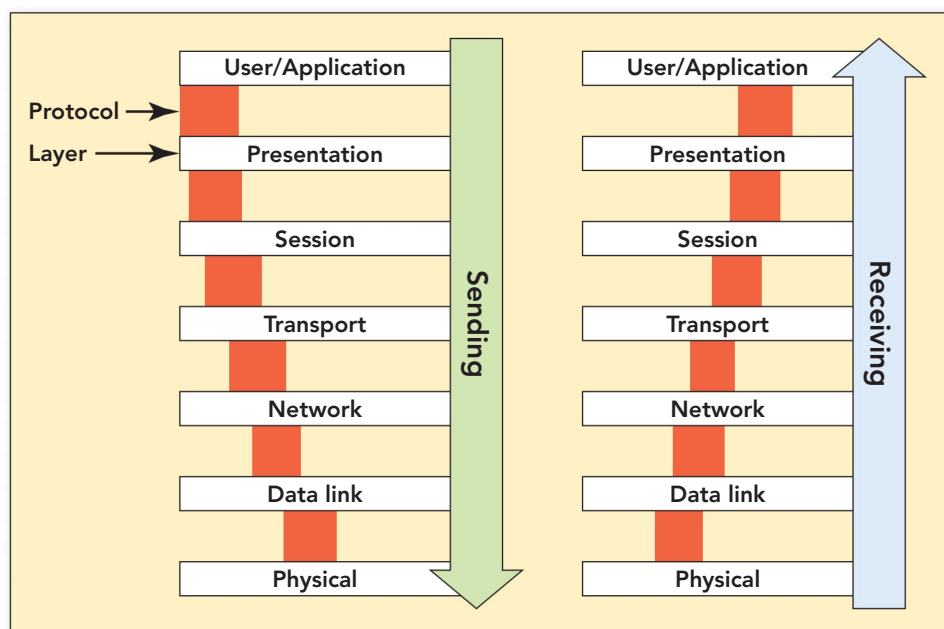 User/Application
Protocol
Layer
Presentation
Session
Transport
Network
Data link
Physical
Sending
User/Application
Presentation
Session
Transport
Network
Data link
Physical
Receiving